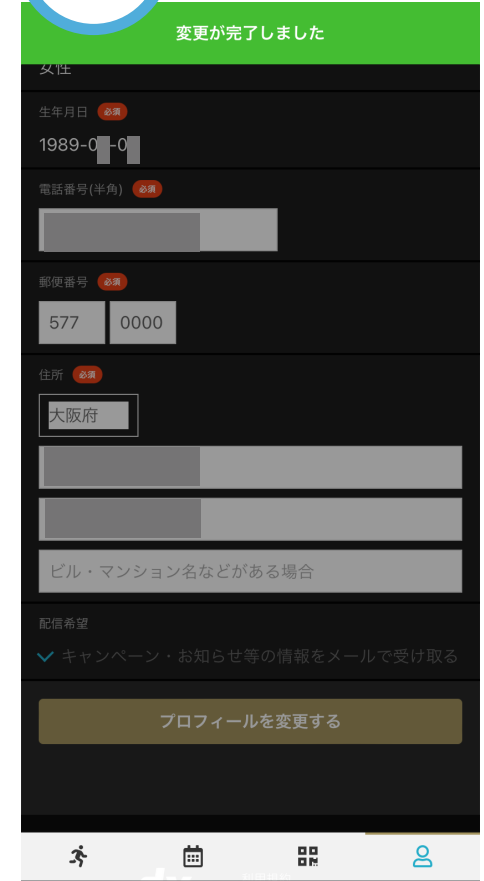 変更が完了しました
女性
生年月日 必須
1989-0 -0
電話番号(半角) 必須
郵便番号 必須
577 0000
住所 必須
大阪府
ビル・マンション名などがある場合
配信希望
キャンペーン・お知らせ等の情報をメールで受け取る
プロフィールを変更する